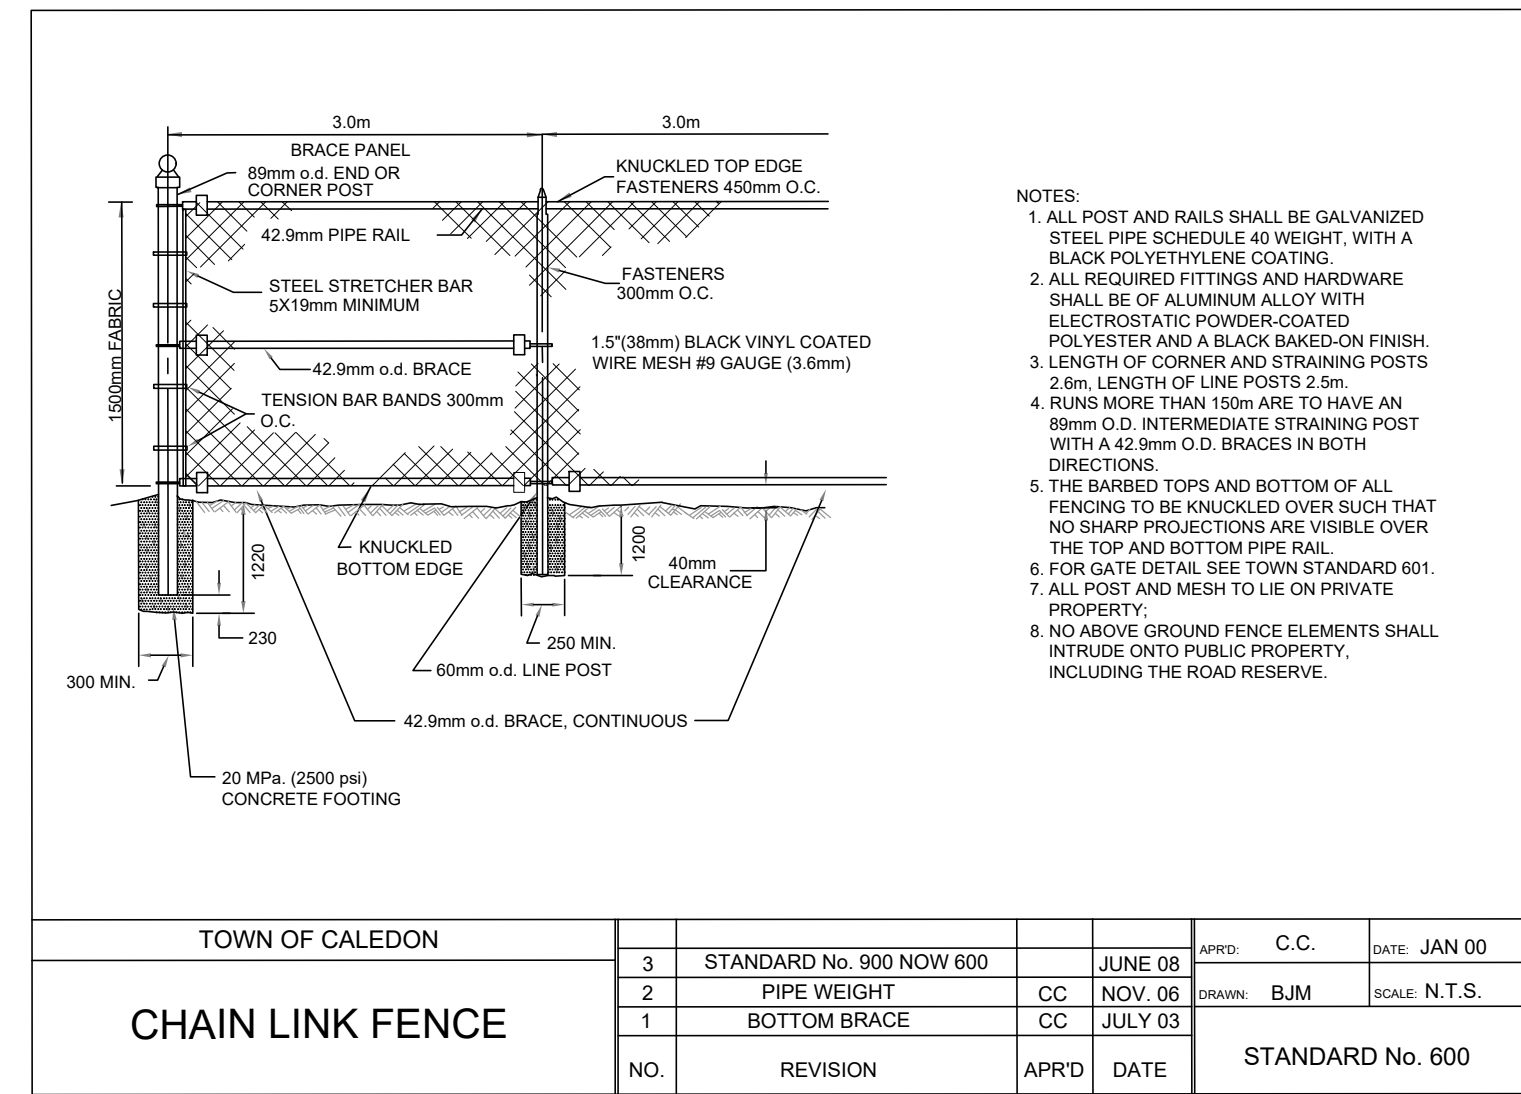 3.0m
3.0m
BRACE PANEL
89mm o.d. END OR
CORNER POST
KNUCKLED TOP EDGE
FASTENERS 450mm O.C.
42.9mm PIPE RAIL
STEEL STRETCHER BAR
5X19mm MINIMUM
FASTENERS
300mm O.C.
1500mm FABRIC
1.5"(38mm) BLACK VINYL COATED
WIRE MESH #9 GAUGE (3.6mm)
42.9mm o.d. BRACE
TENSION BAR BANDS 300mm
O.C.
KNUCKLED
BOTTOM EDGE
1220
1200
40mm
CLEARANCE
230
250 MIN.
60mm o.d. LINE POST
300 MIN.
42.9mm o.d. BRACE, CONTINUOUS
20 MPa. (2500 psi)
CONCRETE FOOTING
NOTES:
1. ALL POST AND RAILS SHALL BE GALVANIZED
STEEL PIPE SCHEDULE 40 WEIGHT, WITH A
BLACK POLYETHYLENE COATING.
2. ALL REQUIRED FITTINGS AND HARDWARE
SHALL BE OF ALUMINUM ALLOY WITH
ELECTROSTATIC POWDER-COATED
POLYESTER AND A BLACK BAKED-ON FINISH.
3. LENGTH OF CORNER AND STRAINING POSTS
2.6m, LENGTH OF LINE POSTS 2.5m.
4. RUNS MORE THAN 150m ARE TO HAVE AN
89mm O.D. INTERMEDIATE STRAINING POST
WITH A 42.9mm O.D. BRACES IN BOTH
DIRECTIONS.
5. THE BARBED TOPS AND BOTTOM OF ALL
FENCING TO BE KNUCKLED OVER SUCH THAT
NO SHARP PROJECTIONS ARE VISIBLE OVER
THE TOP AND BOTTOM PIPE RAIL.
6. FOR GATE DETAIL SEE TOWN STANDARD 601.
7. ALL POST AND MESH TO LIE ON PRIVATE
PROPERTY;
8. NO ABOVE GROUND FENCE ELEMENTS SHALL
INTRUDE ONTO PUBLIC PROPERTY,
INCLUDING THE ROAD RESERVE.
TOWN OF CALEDON
CHAIN LINK FENCE
3 STANDARD No. 900 NOW 600 JUNE 08
2 PIPE WEIGHT CC NOV. 06
1 BOTTOM BRACE CC JULY 03
NO. REVISION APR'D DATE
APR'D: C.C. DATE: JAN 00
DRAWN: BJM SCALE: N.T.S.
STANDARD No. 600